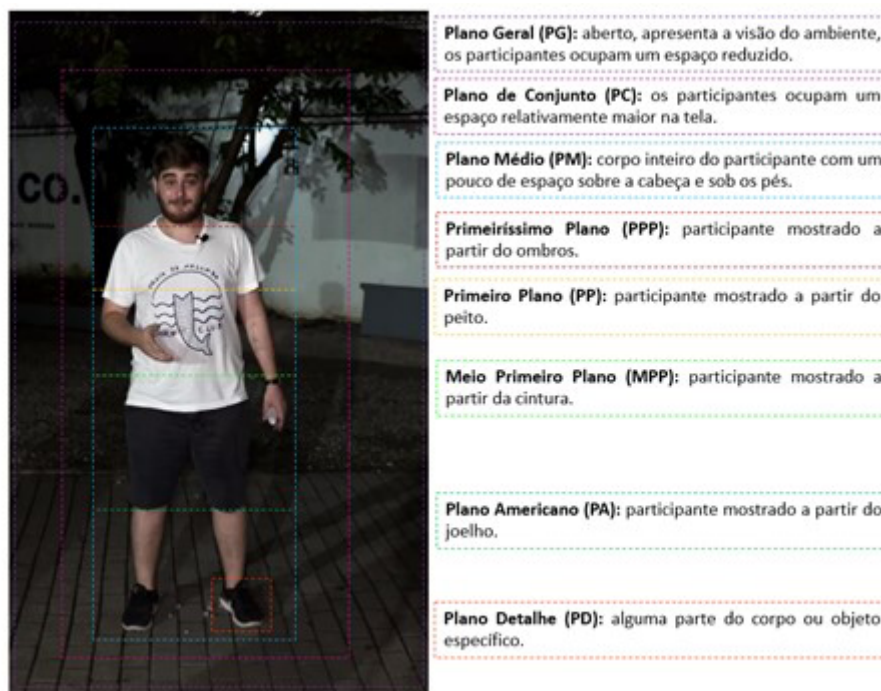 Plano Geral (PG): aberto, apresenta a visão do ambiente,
os participantes ocupam um espaço reduzido.
Plano de Conjunto (PC): os participantes ocupam um
espaço relativamente maior na tela.
Plano Médio (PM): corpo inteiro do participante com um
pouco de espaço sobre a cabeça e sob os pés.
CO.
Primeiríssimo Plano (PPP): participante mostrado a
partir do ombros.
Primeiro Plano (PP): participante mostrado a partir do
peito.
Meio Primeiro Plano (MPP): participante mostrado a
partir da cintura.
Plano Americano (PA): participante mostrado a partir do
joelho.
Plano Detalhe (PD): alguma parte do corpo ou objeto
específico.